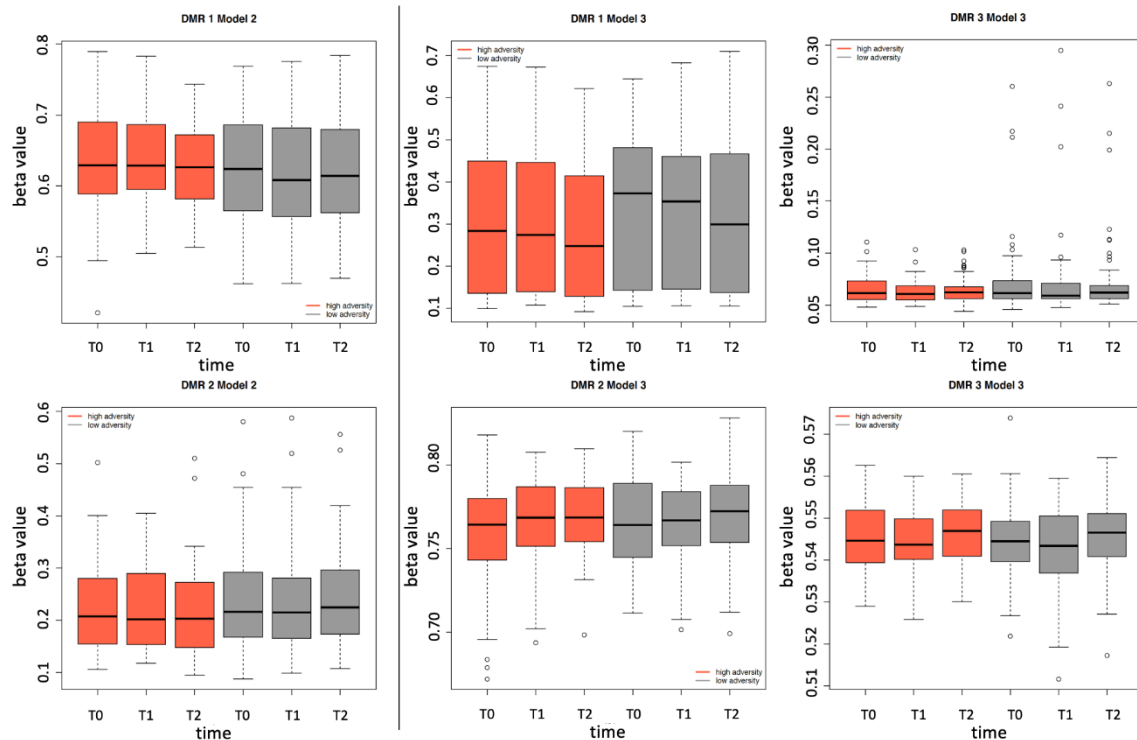 DMR 1 Model 2
beta value
0.8
0.7
0.6
0.5
high adversity
low adversity
T0 T1 T2 T0 T1 T2
time
DMR 1 Model 3
beta value
0.7
0.6
0.5
0.4
0.3
0.2
0.1
high adversity
low adversity
T0 T1 T2 T0 T1 T2
time
DMR 3 Model 3
beta value
0.30
0.25
0.20
0.15
0.10
0.05
high adversity
low adversity
T0 T1 T2 T0 T1 T2
time
DMR 2 Model 2
beta value
0.6
0.5
0.4
0.3
0.2
0.1
high adversity
low adversity
T0 T1 T2 T0 T1 T2
time
DMR 2 Model 3
beta value
0.80
0.75
0.70
high adversity
low adversity
T0 T1 T2 T0 T1 T2
time
DMR 3 Model 3
beta value
0.57
0.56
0.55
0.54
0.53
0.52
0.51
high adversity
low adversity
T0 T1 T2 T0 T1 T2
time